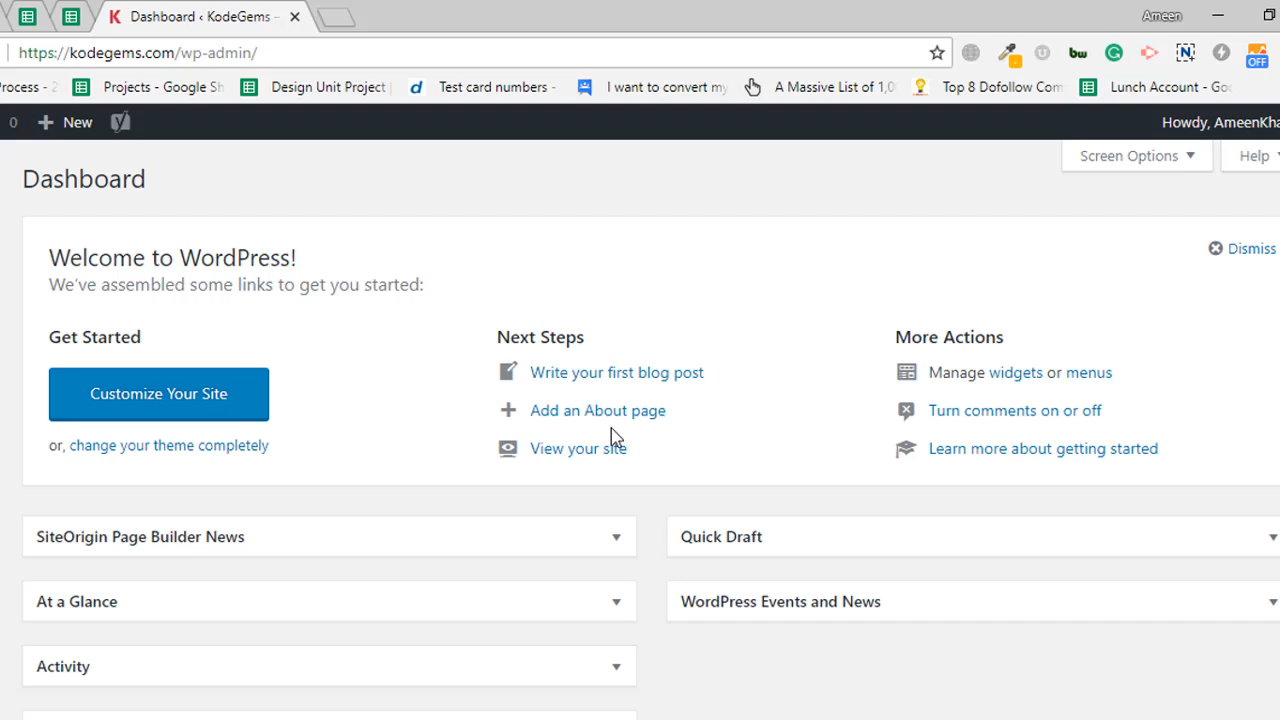 Dashboard ‹ KodeGems –
Ameen
https://kodegems.com/wp-admin/
OFF
Process - 2
Projects - Google Sh
Design Unit Project
Test card numbers -
I want to convert my
A Massive List of 1,0
Top 8 Dofollow Com
Lunch Account - Goo
0
New
Howdy, AmeenKha
Screen Options
Help
Dashboard
Welcome to WordPress!
We've assembled some links to get you started:
Dismiss
Get Started
Customize Your Site
or, change your theme completely
Next Steps
Write your first blog post
Add an About page
View your site
More Actions
Manage widgets or menus
Turn comments on or off
Learn more about getting started
SiteOrigin Page Builder News
Quick Draft
At a Glance
WordPress Events and News
Activity